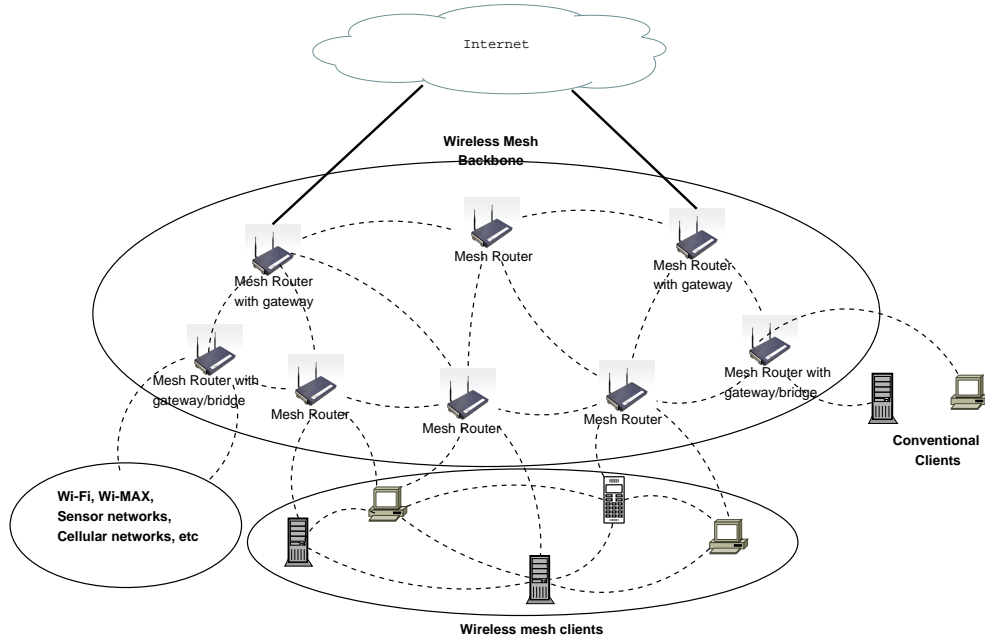 Internet
Wireless Mesh
Backbone
Mesh Router
Mesh Router
with gateway
Mesh Router
with gateway
Mesh Router with
gateway/bridge
Mesh Router
Mesh Router
Mesh Router
Mesh Router with
gateway/bridge
Conventional
Clients
Wi-Fi, Wi-MAX,
Sensor networks,
Cellular networks, etc
Wireless mesh clients